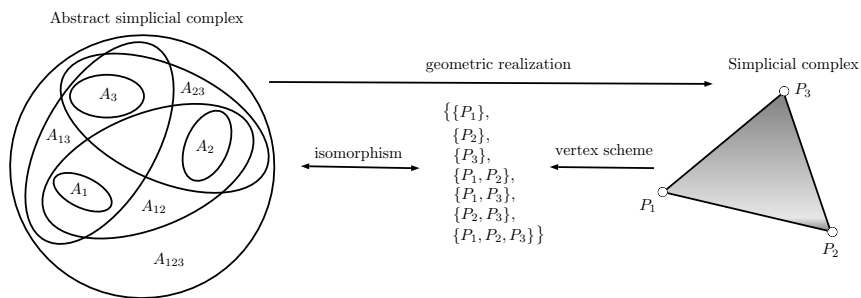 Abstract simplicial complex
A₃
A₂₃
A₁₃
A₂
A₁
A₁₂
A₁₂₃
geometric realization
isomorphism
{{P₁},
{P₂},
{P₃},
{P₁, P₂},
{P₁, P₃},
{P₂, P₃},
{P₁, P₂, P₃}}
vertex scheme
Simplicial complex
P₃
P₁
P₂